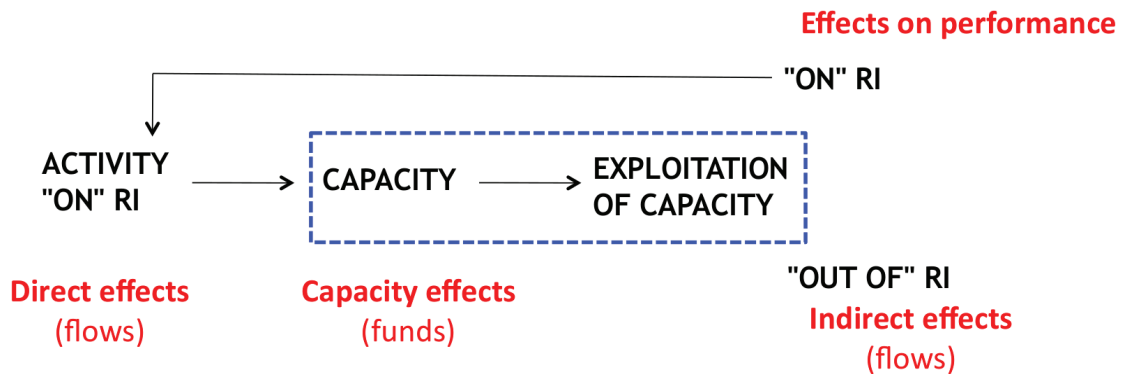 Effects on performance
"ON" RI
ACTIVITY
"ON" RI
CAPACITY
EXPLOITATION
OF CAPACITY
"OUT OF" RI
Direct effects
(flows)
Capacity effects
(funds)
Indirect effects
(flows)